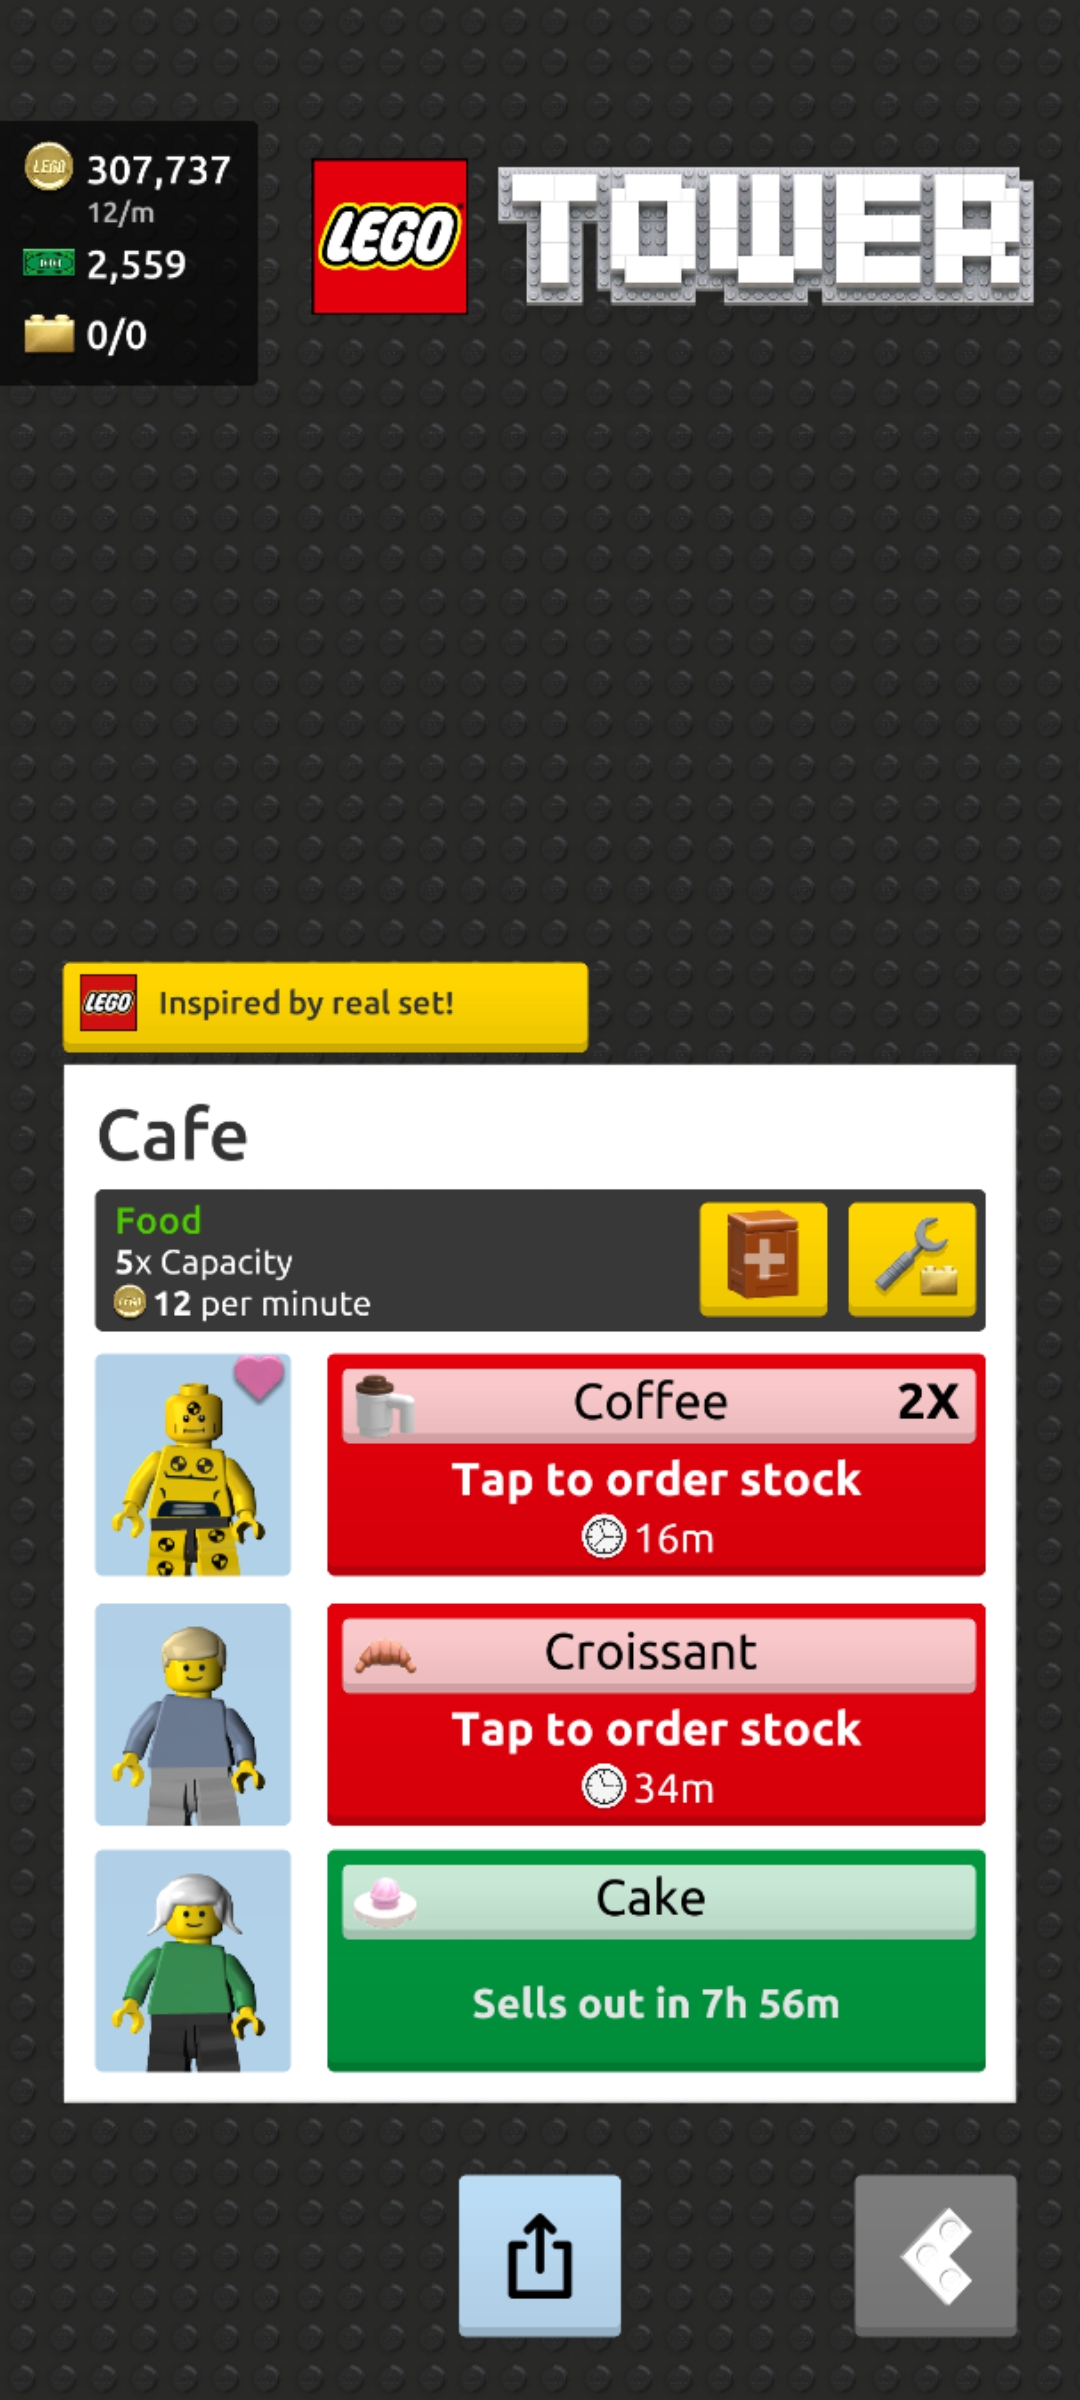 307,737
12/m
2,559
0/0
LEGO
TOWER
LEGO Inspired by real set!
Cafe
Food
5x Capacity
12 per minute
Coffee 2X
Tap to order stock
16m
Croissant
Tap to order stock
34m
Cake
Sells out in 7h 56m